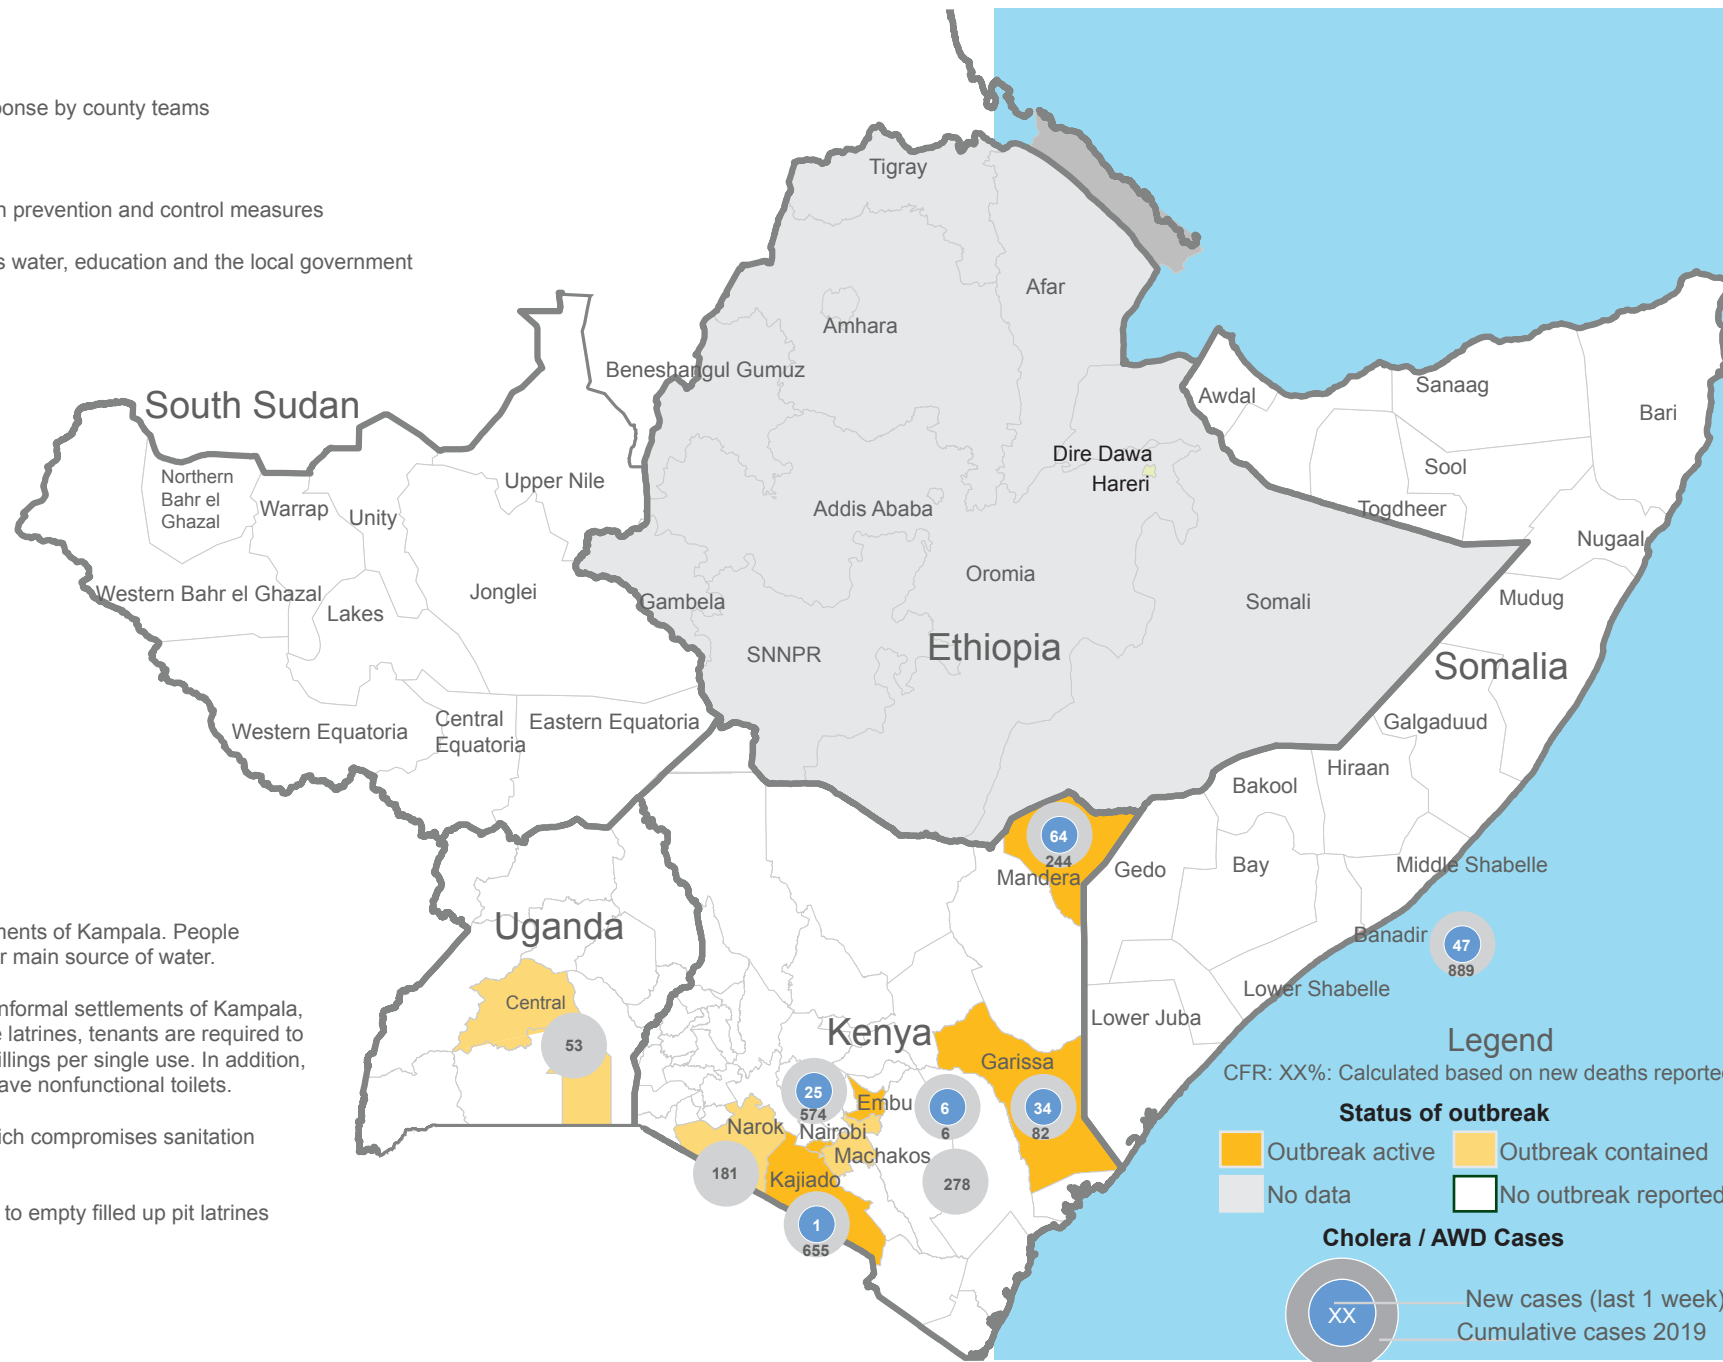 ponse by county teams
n prevention and control measures
s water, education and the local government
Tigray
Afar
Amhara
Beneshangul Gumuz
South Sudan
Awdal
Sanaag
Bari
Northern
Bahr el
Ghazal
Warrap
Unity
Upper Nile
Dire Dawa
Hareri
Sool
Togdheer
Addis Ababa
Nugaal
Western Bahr el Ghazal
Lakes
Jonglei
Gambela
Oromia
Somali
Mudug
SNNPR
Ethiopia
Somalia
Western Equatoria
Central
Equatoria
Eastern Equatoria
Galgaduud
Hiraan
Bakool
64
244
Mandera
Gedo
Bay
Middle Shabelle
Uganda
Banadir
47
889
ments of Kampala. People
r main source of water.
Central
Lower Shabelle
nformal settlements of Kampala,
e latrines, tenants are required to
illings per single use. In addition,
ave nonfunctional toilets.
53
Kenya
Lower Juba
Garissa
25
574
Embu
6
6
34
82
Narok
Nairobi
Machakos
ich compromises sanitation
181
Kajiado
278
to empty filled up pit latrines
1
655
Legend
CFR: XX%: Calculated based on new deaths reported
Status of outbreak
Outbreak active
Outbreak contained
No data
No outbreak reported
Cholera / AWD Cases
XX
New cases (last 1 week)
Cumulative cases 2019